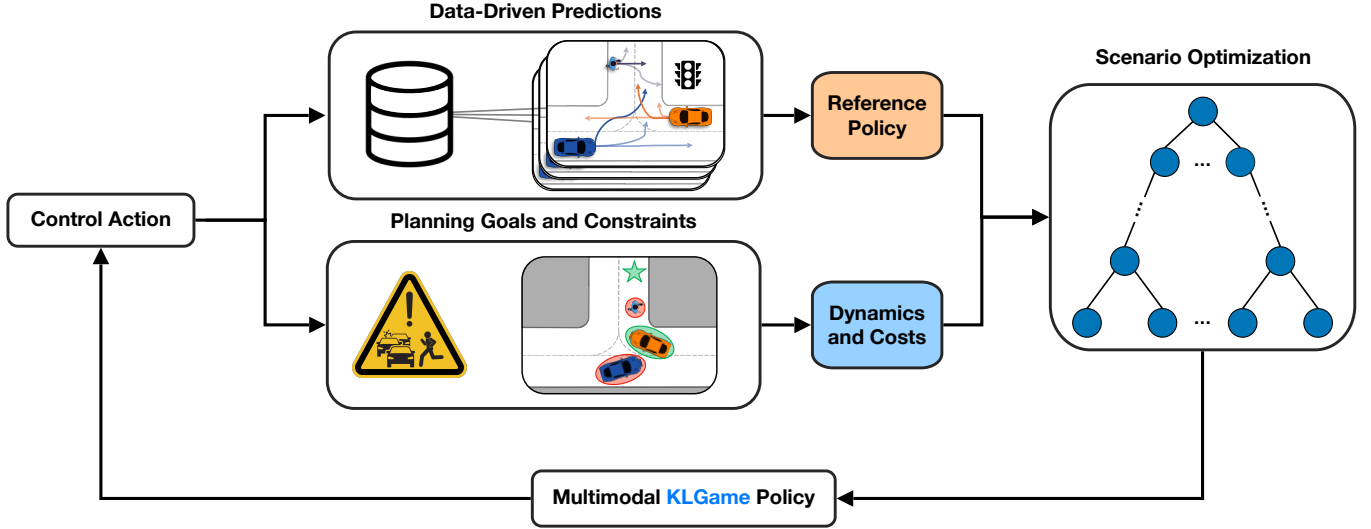 Data-Driven Predictions
Scenario Optimization
Reference
Policy
Control Action
Planning Goals and Constraints
Dynamics
and Costs
...
...
...
...
Multimodal KLGame Policy